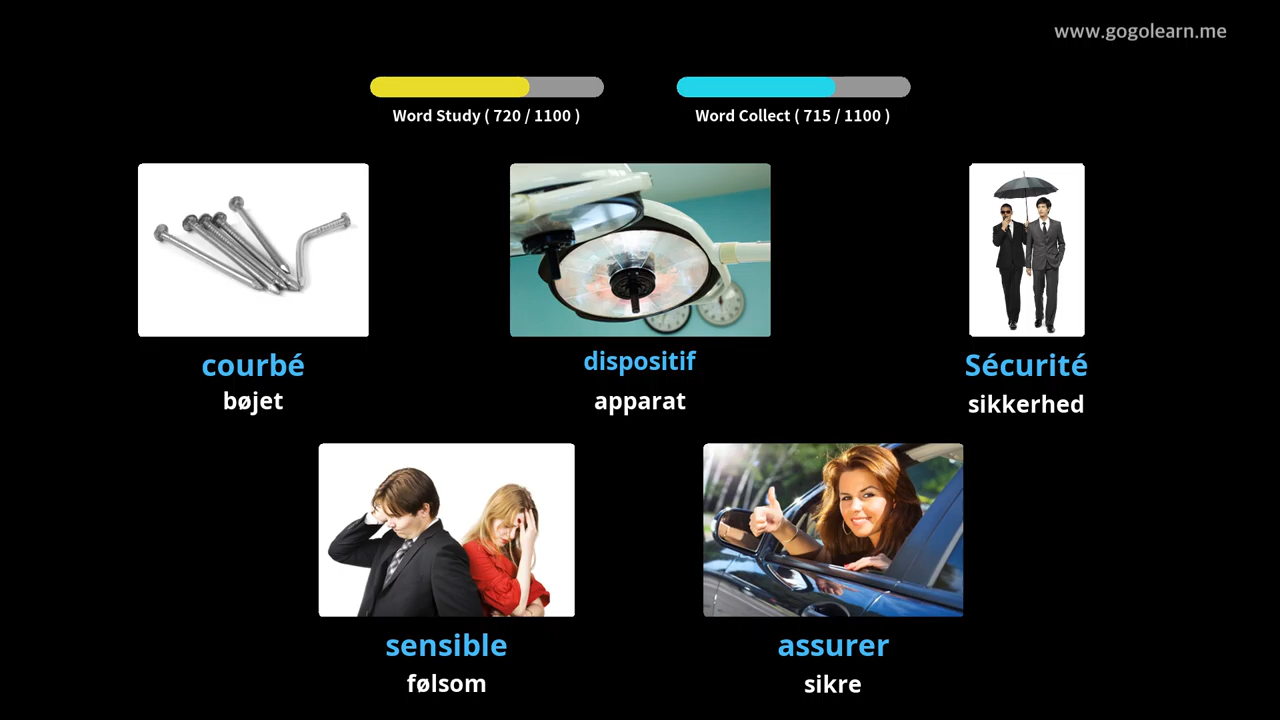 www.gogolearn.me
Word Study ( 720 / 1100 )
Word Collect ( 715 / 1100 )
courbé
bøjet
dispositif
apparat
Sécurité
sikkerhed
sensible
følsom
assurer
sikre